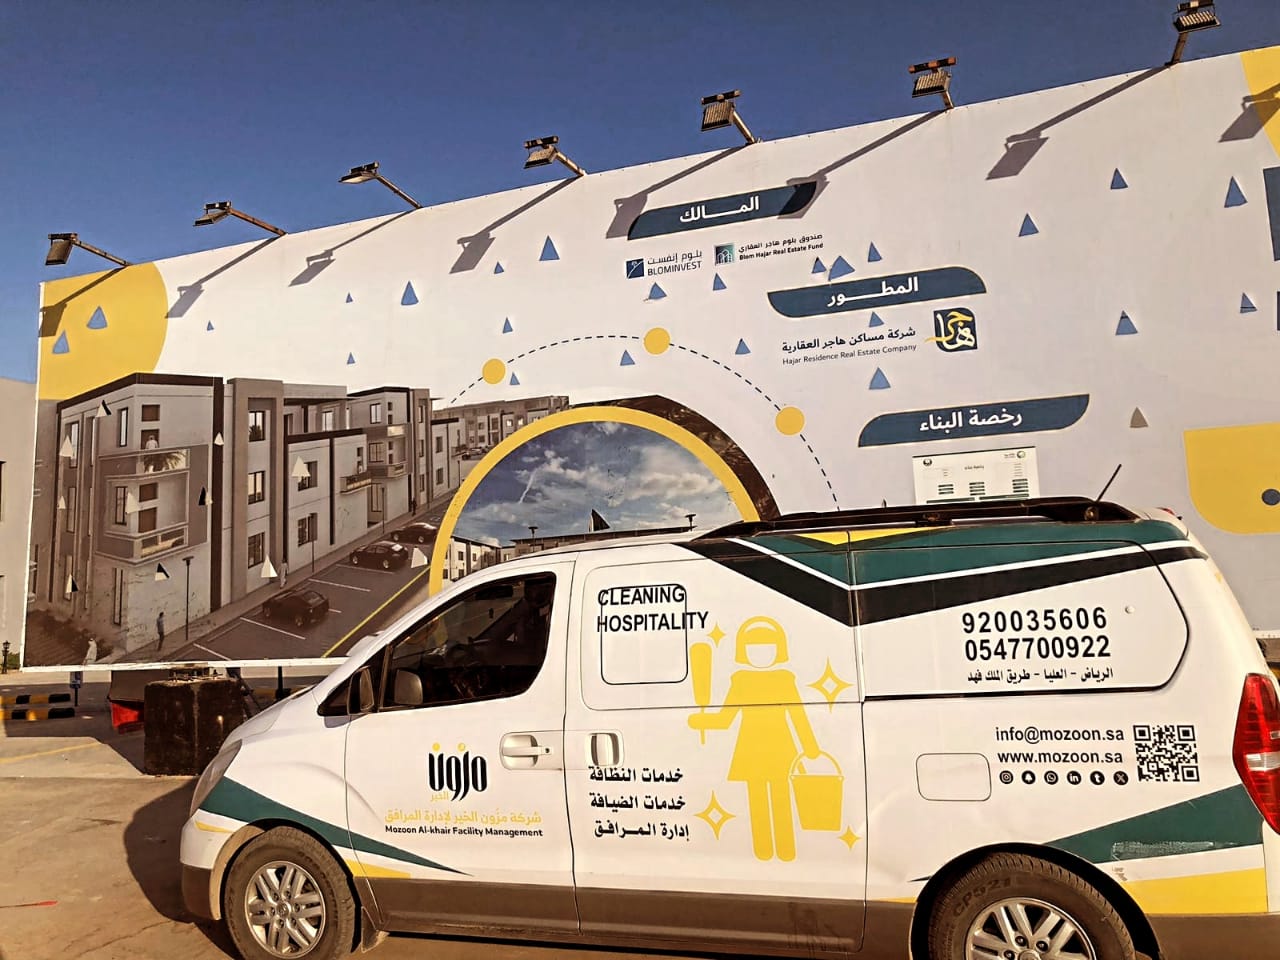 المالك
بلوم إنفست
BLOMINVEST
صندوق بلوم هاجر العقاري
Blom Hajar Real Estate Fund
المطور
هاجر
شركة مساكن هاجر العقارية
Hajar Residence Real Estate Company
رخصة البناء
CLEANING
HOSPITALITY
920035606
0547700922
الرياض - العليا - طريق الملك فهد
info@mozoon.sa
www.mozoon.sa
مزون
الخير
شركة مزون الخير لإدارة المرافق
Mozoon Al-khair Facility Management
خدمات النظافة
خدمات الضيافة
إدارة المرافق
CP521